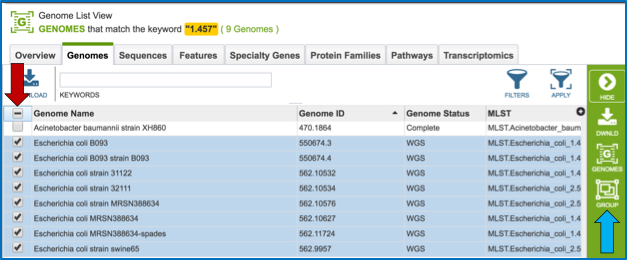 Genome List View
GENOMES that match the keyword "1.457" ( 9 Genomes )
Overview Genomes Sequences Features Specialty Genes Protein Families Pathways Transcriptomics
LOAD KEYWORDS FILTERS APPLY HIDE
Genome Name Genome ID Genome Status MLST
Acinetobacter baumannii strain XH860 470.1864 Complete MLST.Acinetobacter_baum
Escherichia coli B093 550674.3 WGS MLST.Escherichia_coli_1.4
Escherichia coli B093 strain B093 550674.4 WGS MLST.Escherichia_coli_1.4
Escherichia coli strain 31122 562.10532 WGS MLST.Escherichia_coli_1.4
Escherichia coli strain 32111 562.10534 WGS MLST.Escherichia_coli_2.5
Escherichia coli strain MRSN388634 562.10576 WGS MLST.Escherichia_coli_2.5
Escherichia coli MRSN388634 562.10627 WGS MLST.Escherichia_coli_1.4
Escherichia coli MRSN388634-spades 562.11724 WGS MLST.Escherichia_coli_1.4
Escherichia coli strain swine65 562.9957 WGS MLST.Escherichia_coli_2.5
DWNLD
GENOMES
GROUP